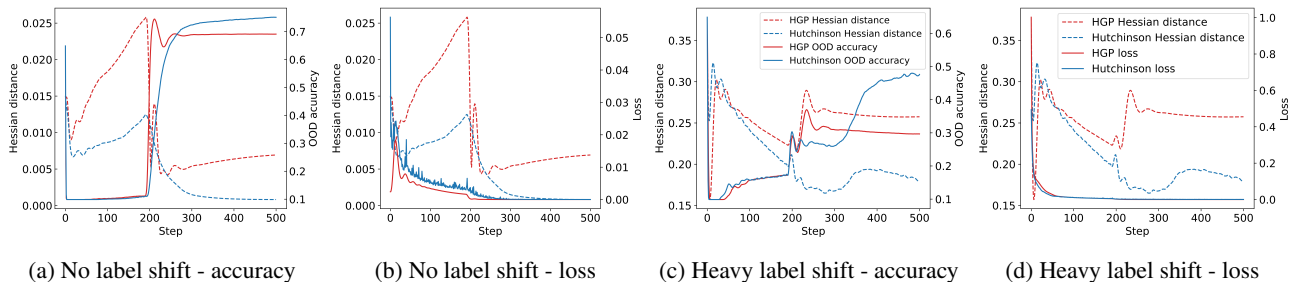 0.025
0.020
0.015
0.010
0.005
0.000
Hessian distance
0 100 200 300 400 500
Step
0.7
0.6
0.5
0.4
0.3
0.2
0.1
OOD acuuracy
(a) No label shift - accuracy
0.025
0.020
0.015
0.010
0.005
0.000
Hessian distance
0 100 200 300 400 500
Step
0.05
0.04
0.03
0.02
0.01
0.00
Loss
(b) No label shift - loss
HGP Hessian distance
Hutchinson Hessian distance
HGP OOD accuracy
Hutchinson OOD accuracy
0.35
0.30
0.25
0.20
0.15
Hessian distance
0 100 200 300 400 500
Step
0.6
0.5
0.4
0.3
0.2
0.1
OOD acuuracy
(c) Heavy label shift - accuracy
HGP Hessian distance
Hutchinson Hessian distance
HGP loss
Hutchinson loss
0.35
0.30
0.25
0.20
0.15
Hessian distance
0 100 200 300 400 500
Step
1.0
0.8
0.6
0.4
0.2
0.0
Loss
(d) Heavy label shift - loss